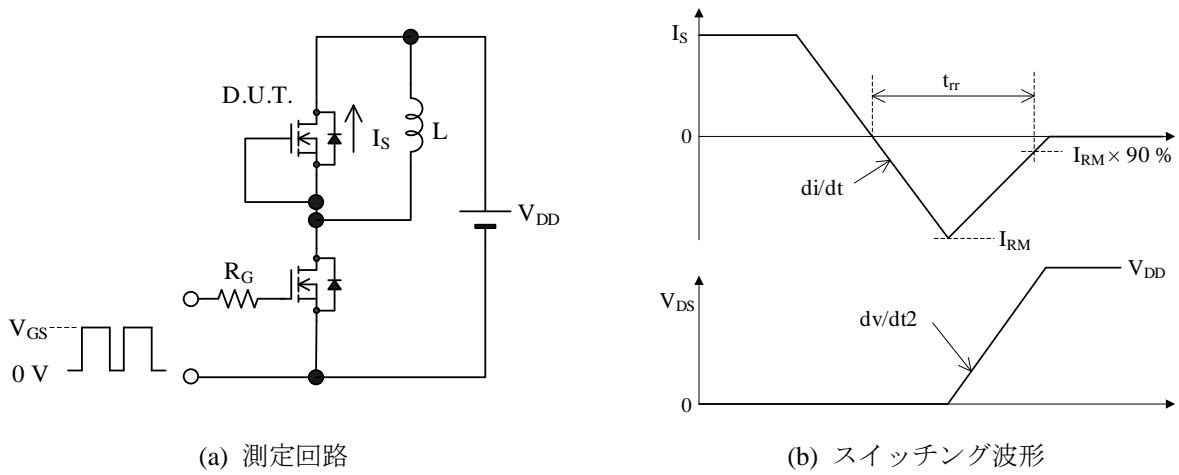 D.U.T.
I_S
L
V_DD
R_G
V_GS
0 V
(a) 測定回路
I_S
t_rr
0
I_RM × 90 %
di/dt
I_RM
V_DD
V_DS
dv/dt2
0
(b) スイッチング波形